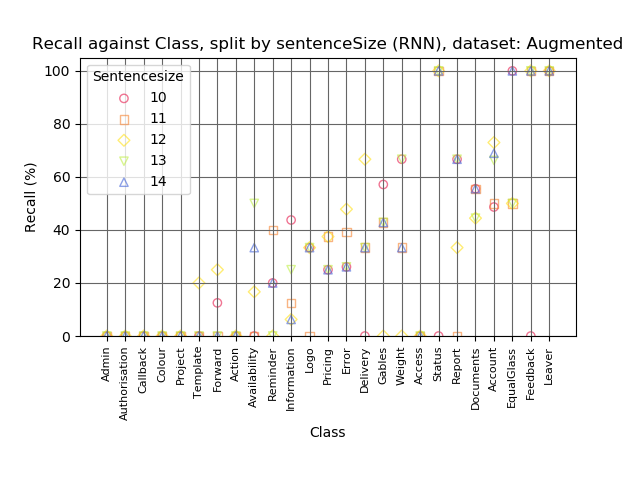 Recall against Class, split by sentenceSize (RNN), dataset: Augmented
Recall (%)
100
80
60
40
20
0
Sentencesize
10
11
12
13
14
Admin
Authorisation
Callback
Colour
Project
Template
Forward
Action
Availability
Reminder
Information
Logo
Pricing
Error
Delivery
Gables
Weight
Access
Status
Report
Documents
Account
EqualGlass
Feedback
Leaver
Class